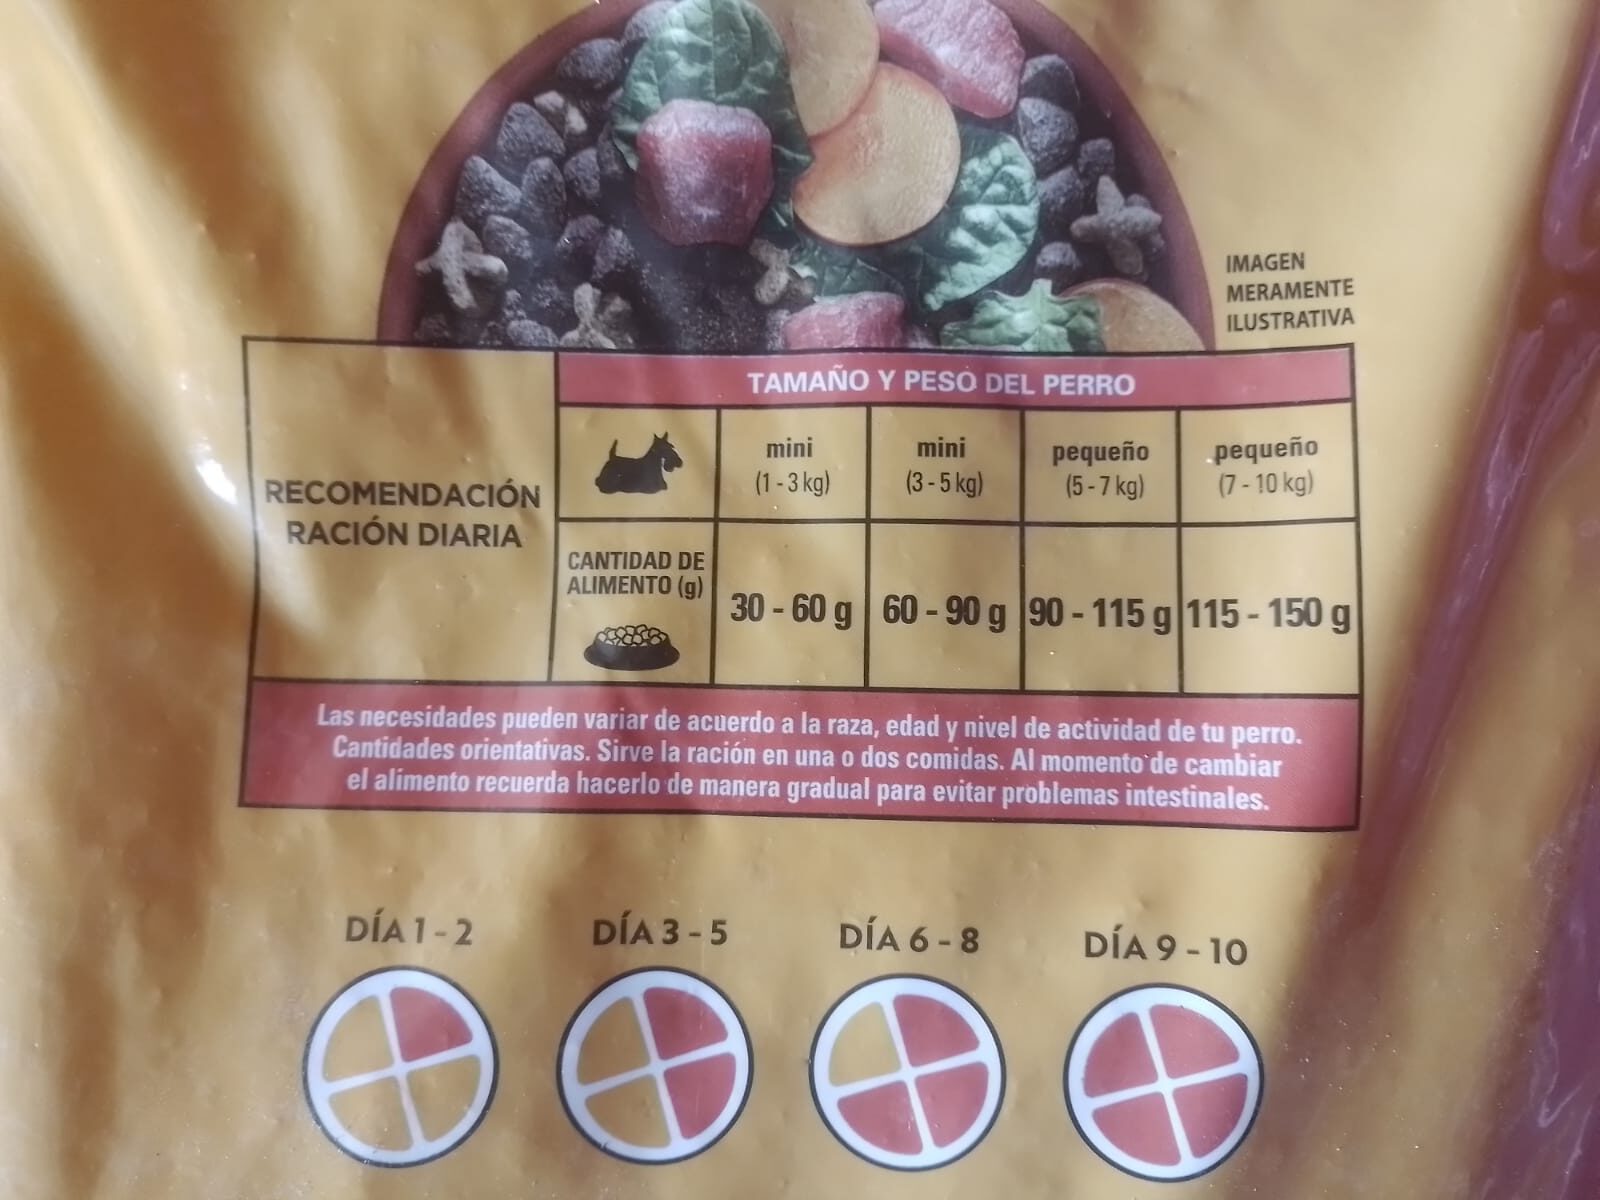 IMAGEN
MERAMENTE
ILUSTRATIVA
TAMAÑO Y PESO DEL PERRO
RECOMENDACIÓN
RACIÓN DIARIA
mini
(1 - 3 kg)
mini
(3 - 5 kg)
pequeño
(5 - 7 kg)
pequeño
(7 - 10 kg)
CANTIDAD DE
ALIMENTO (g)
30 - 60 g
60 - 90 g
90 - 115 g
115 - 150 g
Las necesidades pueden variar de acuerdo a la raza, edad y nivel de actividad de tu perro.
Cantidades orientativas. Sirve la ración en una o dos comidas. Al momento de cambiar
el alimento recuerda hacerlo de manera gradual para evitar problemas intestinales.
DÍA 1 - 2
DÍA 3 - 5
DÍA 6 - 8
DÍA 9 - 10